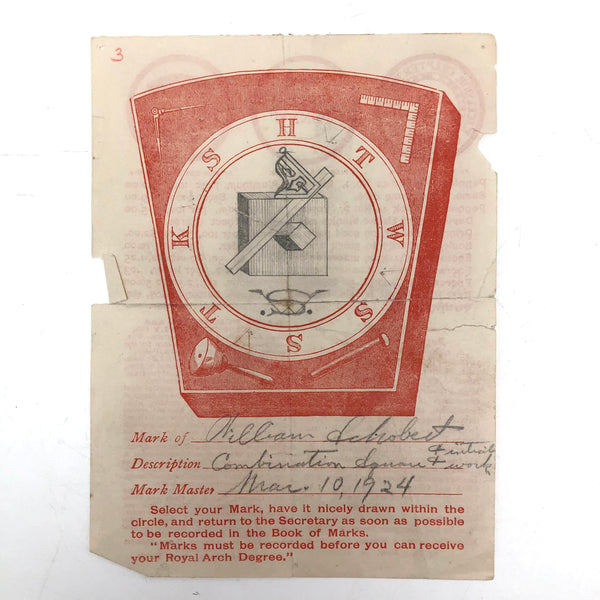 3
H T W S S T K S
Mark of William Schobert
Description Combination Square & initials & work
Mark Master Mar. 10, 1924
Select your Mark, have it nicely drawn within the
circle, and return to the Secretary as soon as possible
to be recorded in the Book of Marks.
"Marks must be recorded before you can receive
your Royal Arch Degree."